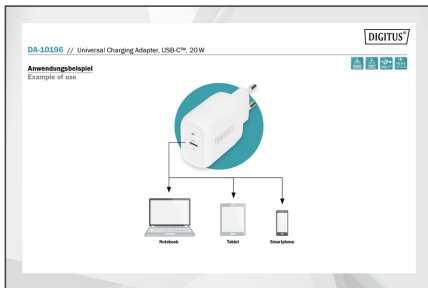 DIGITUS®
DA-10196 // Universal Charging Adapter, USB-C™, 20 W
Anwendungsbeispiel
Example of use
DIGITUS
Notebook
Tablet
Smartphone